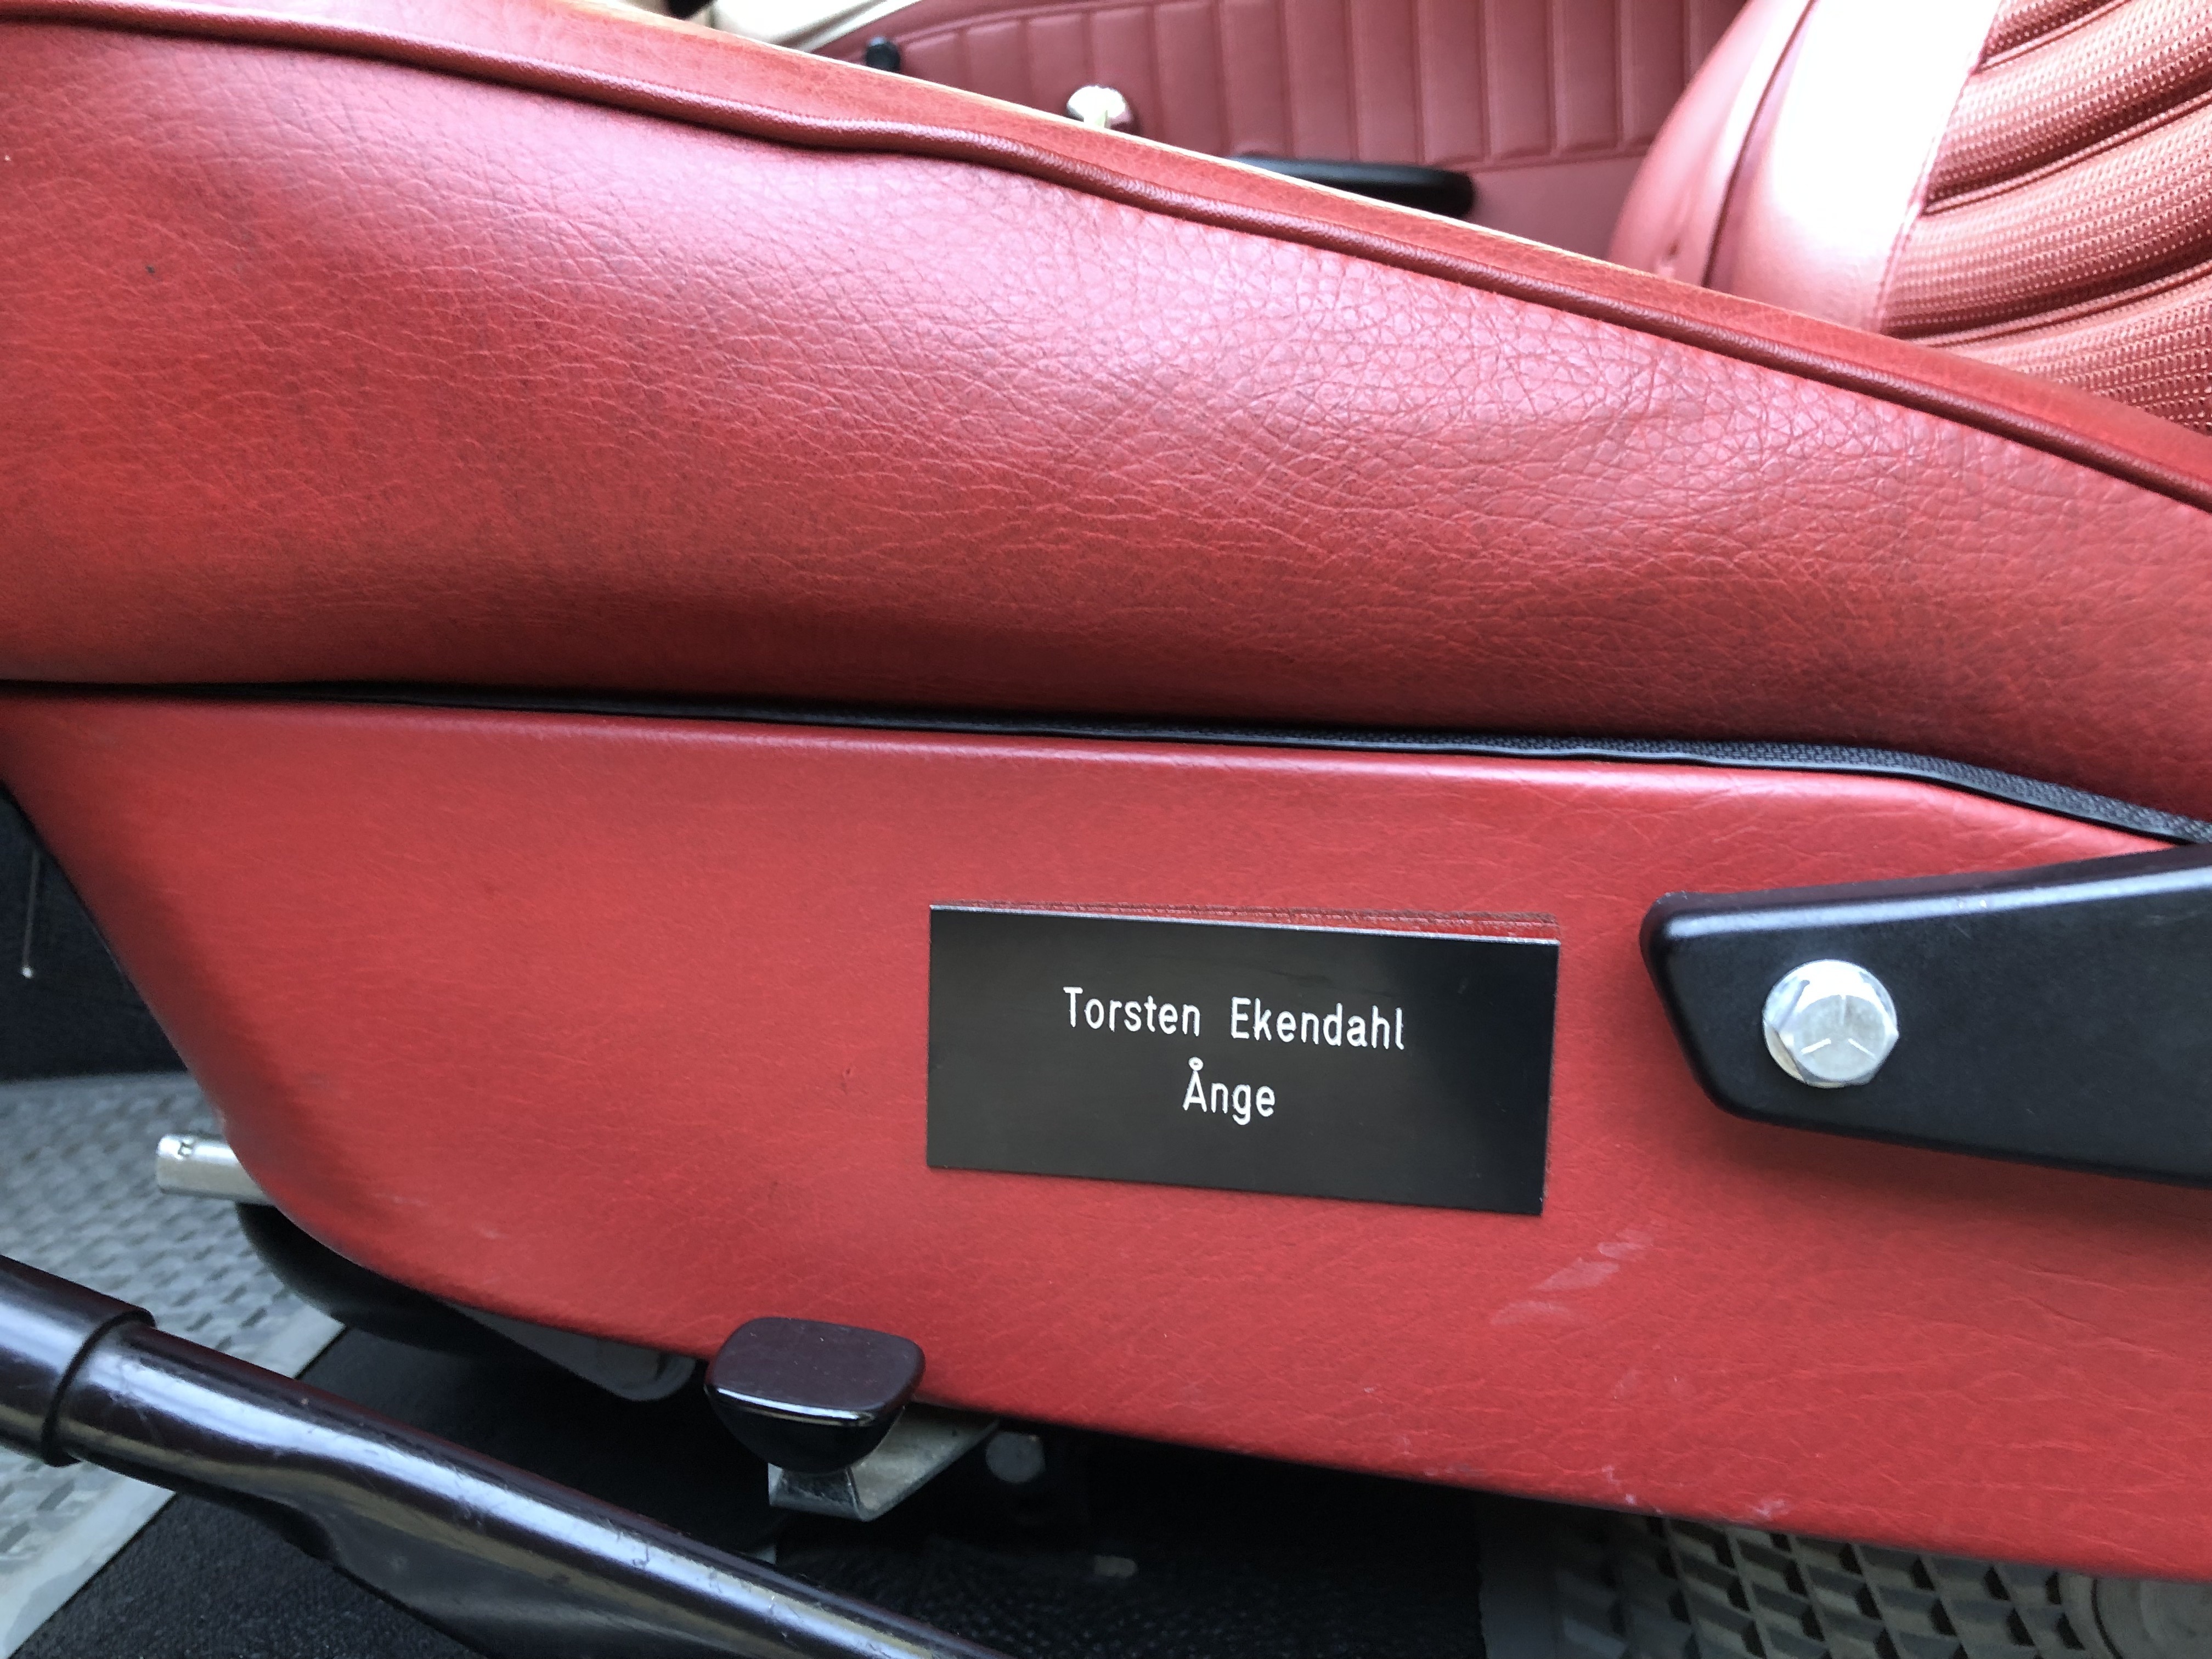 Torsten Ekendahl
Ånge